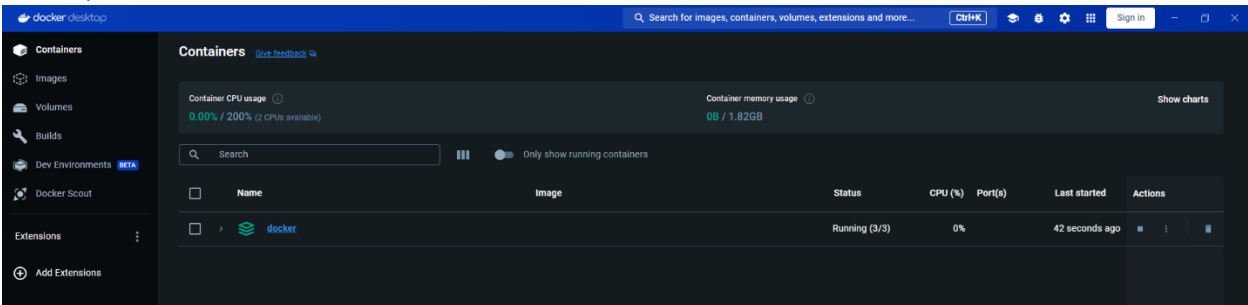 docker desktop
Search for images, containers, volumes, extensions and more...
Ctrl+K
Sign in
Containers
Images
Volumes
Builds
Dev Environments BETA
Docker Scout
Extensions
Add Extensions
Containers Give feedback
Container CPU usage
0.00% / 200% (2 CPUs available)
Container memory usage
0B / 1.82GB
Show charts
Search
Only show running containers
Name Image Status CPU (%) Port(s) Last started Actions
docker Running (3/3) 0% 42 seconds ago